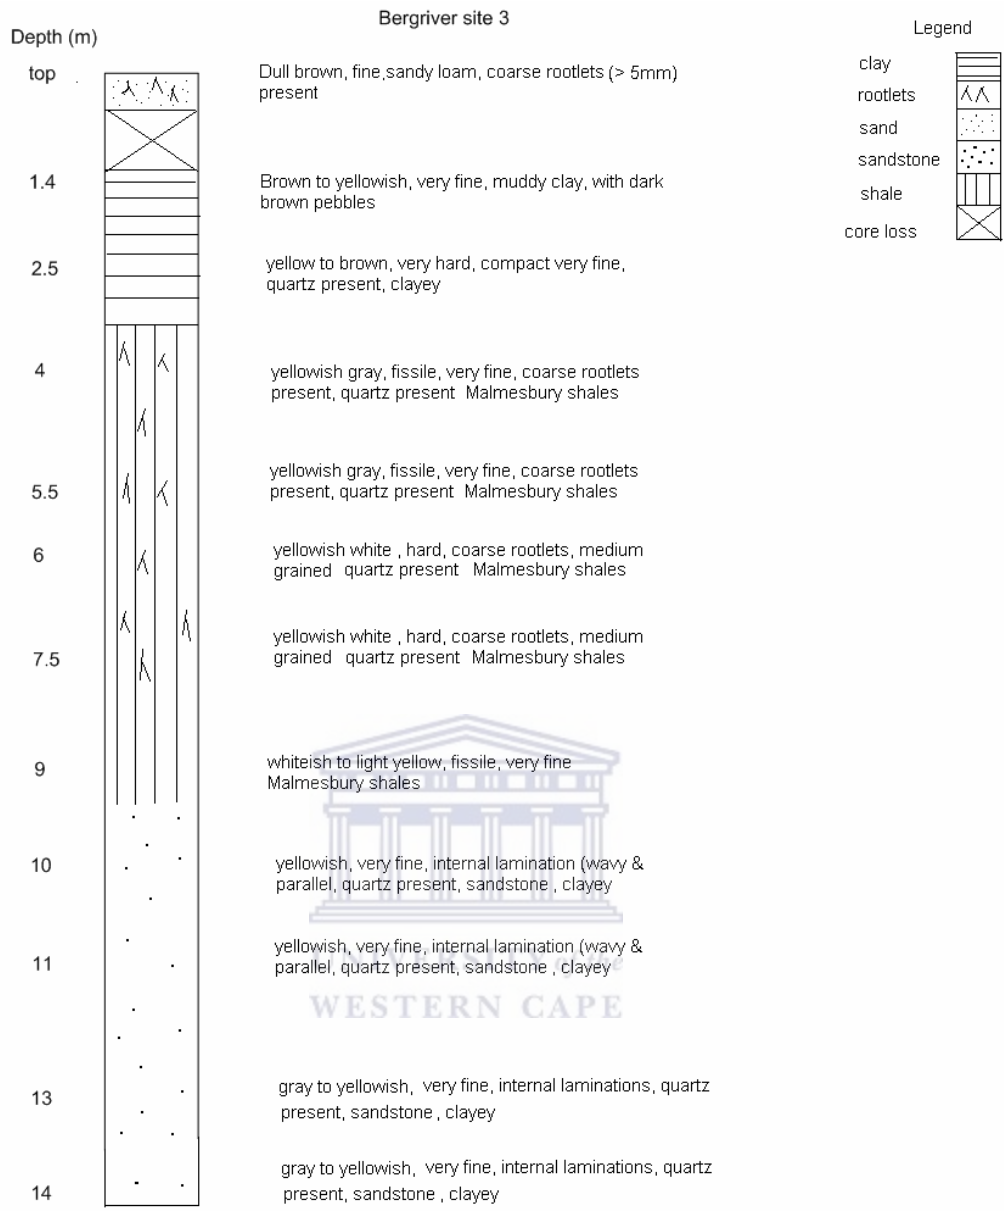 Bergriver site 3
Depth (m)
Legend
top
Dull brown, fine,sandy loam, coarse rootlets (> 5mm)
present
clay
rootlets
sand
sandstone
shale
core loss
1.4
Brown to yellowish, very fine, muddy clay, with dark
brown pebbles
2.5
yellow to brown, very hard, compact very fine,
quartz present, clayey
4
yellowish gray, fissile, very fine, coarse rootlets
present, quartz present Malmesbury shales
5.5
yellowish gray, fissile, very fine, coarse rootlets
present, quartz present Malmesbury shales
6
yellowish white , hard, coarse rootlets, medium
grained quartz present Malmesbury shales
7.5
yellowish white , hard, coarse rootlets, medium
grained quartz present Malmesbury shales
9
whiteish to light yellow, fissile, very fine
Malmesbury shales
10
yellowish, very fine, internal lamination (wavy &
parallel, quartz present, sandstone , clayey
11
yellowish, very fine, internal lamination (wavy &
parallel, quartz present, sandstone , clayey
UNIVERSITY of the
WESTERN CAPE
13
gray to yellowish, very fine, internal laminations, quartz
present, sandstone , clayey
14
gray to yellowish, very fine, internal laminations, quartz
present, sandstone , clayey